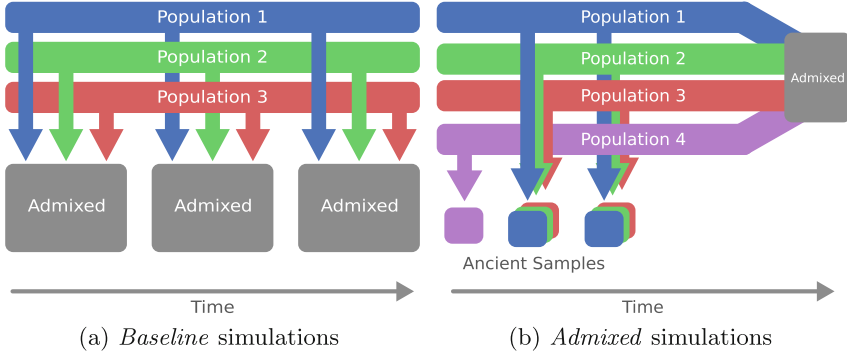 Population 1
Population 2
Population 3
Admixed
Admixed
Admixed
Time
(a) Baseline simulations
Population 1
Population 2
Population 3
Population 4
Admixed
Ancient Samples
Time
(b) Admixed simulations